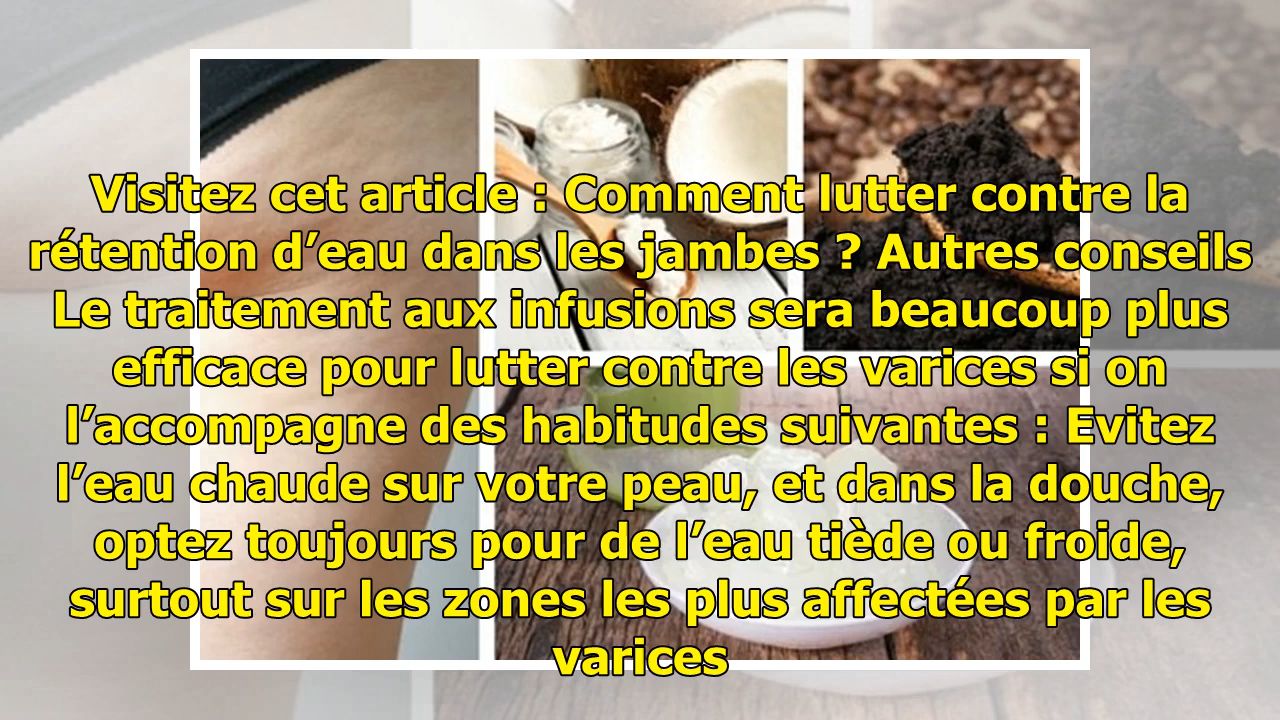 Visitez cet article : Comment lutter contre la
rétention d’eau dans les jambes ? Autres conseils
Le traitement aux infusions sera beaucoup plus
efficace pour lutter contre les varices si on
l’accompagne des habitudes suivantes : Evitez
l’eau chaude sur votre peau, et dans la douche,
optez toujours pour de l’eau tiède ou froide,
surtout sur les zones les plus affectées par les
varices